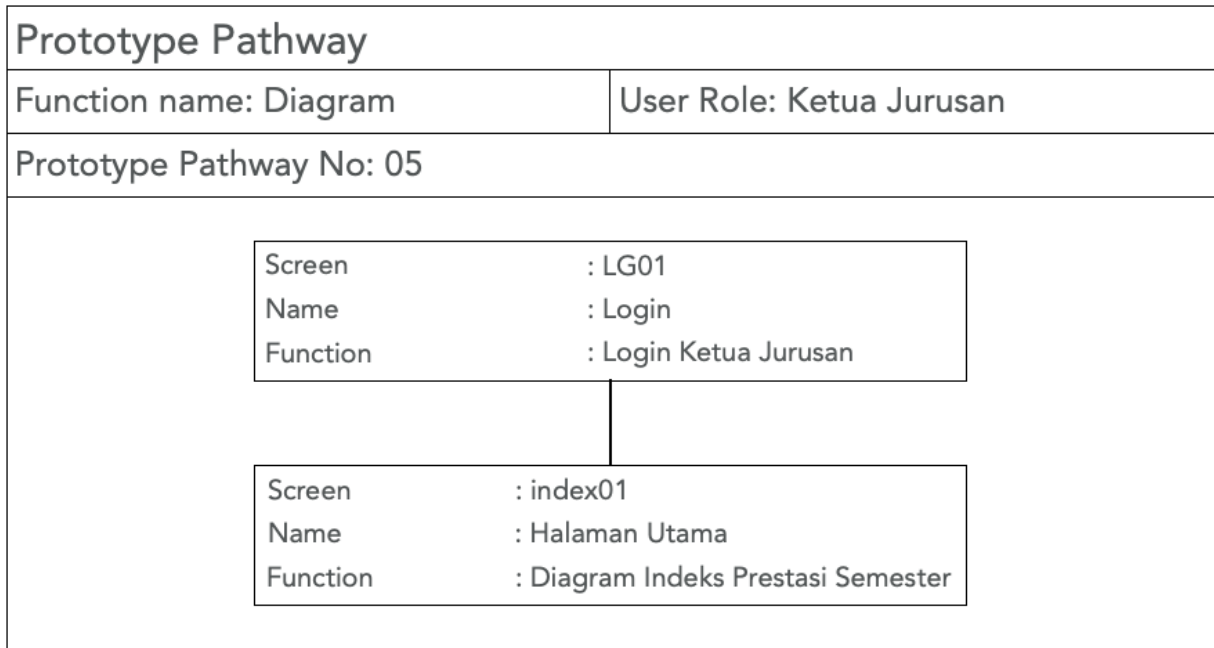 Prototype Pathway
Function name: Diagram
User Role: Ketua Jurusan
Prototype Pathway No: 05
Screen : LG01
Name : Login
Function : Login Ketua Jurusan
Screen : index01
Name : Halaman Utama
Function : Diagram Indeks Prestasi Semester